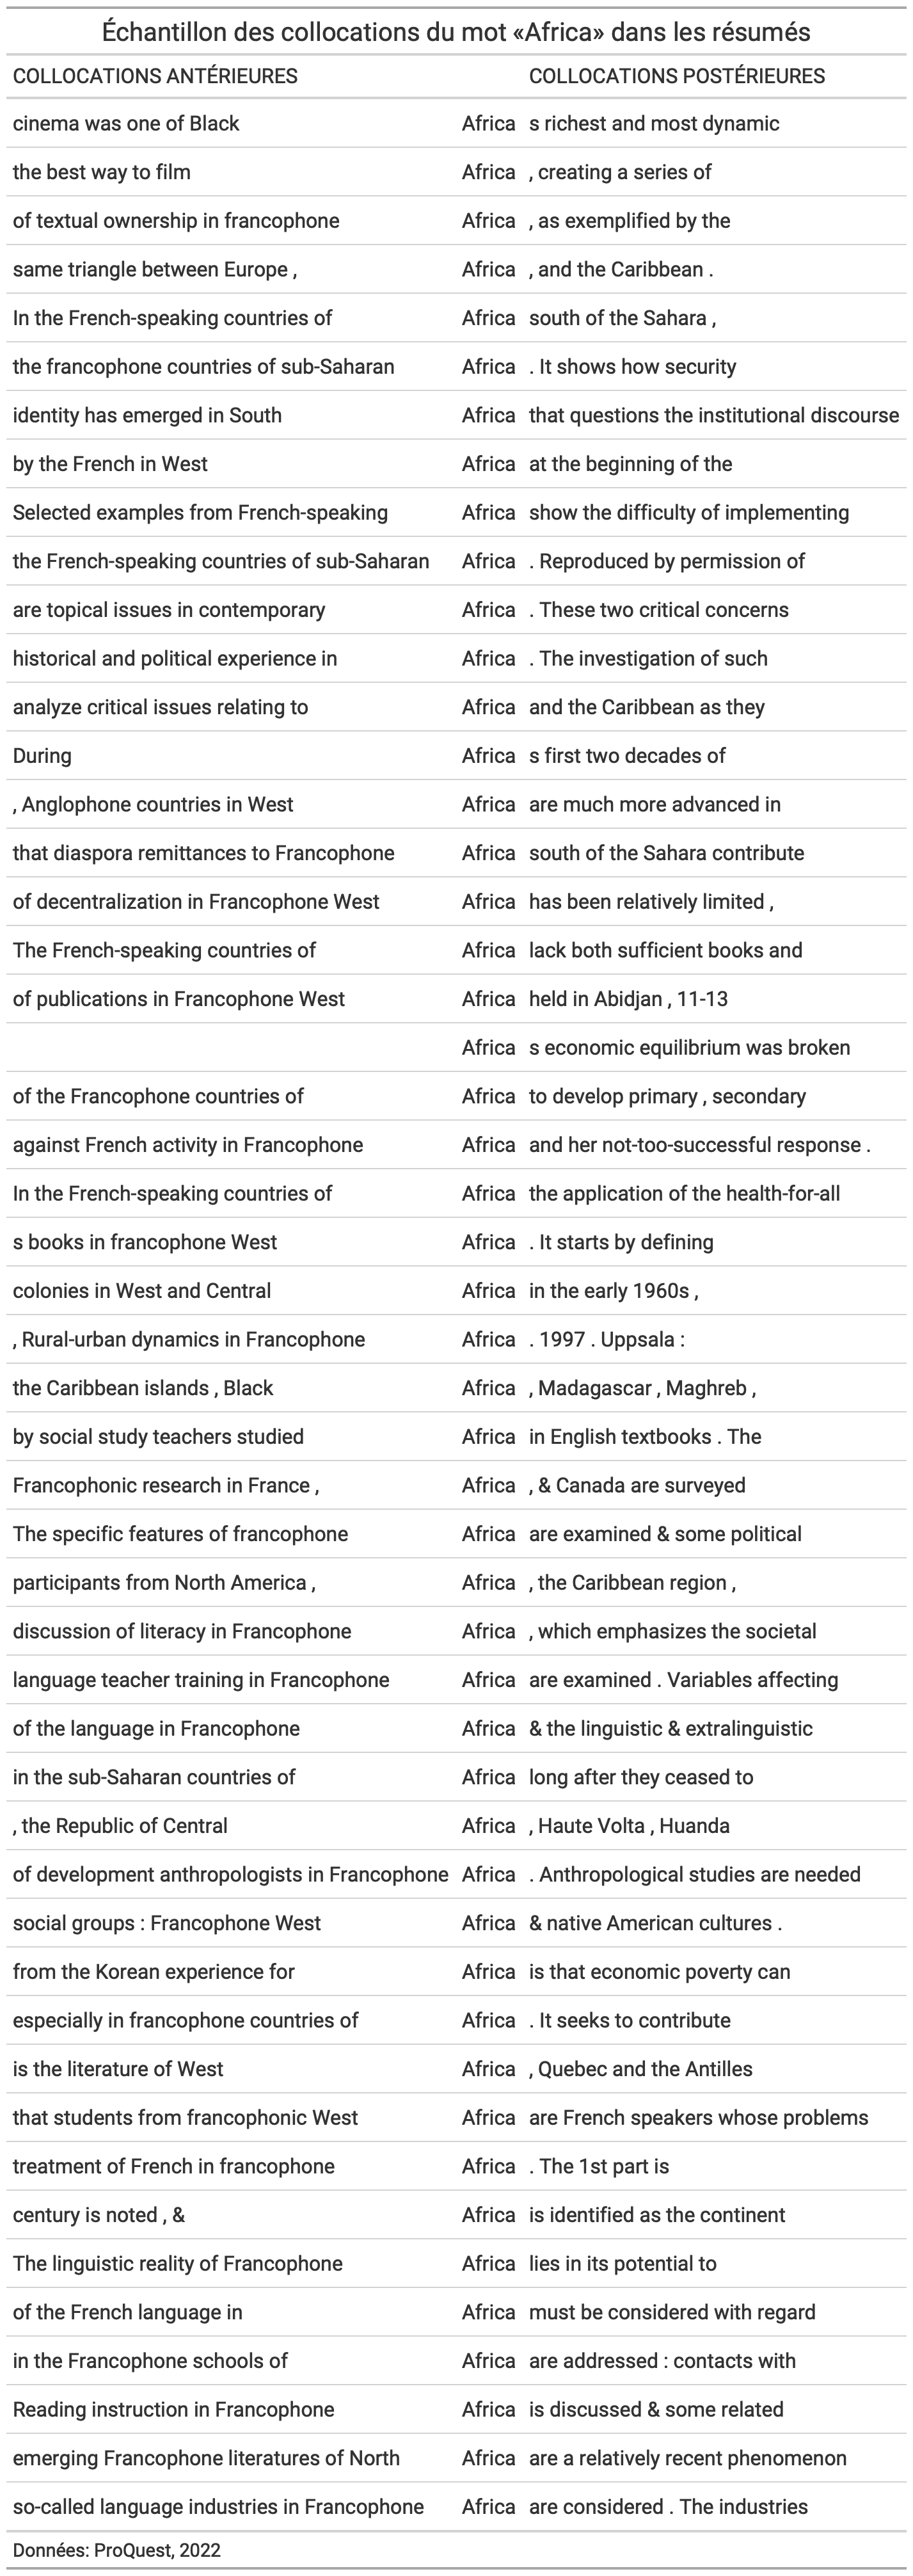 Échantillon des collocations du mot «Africa» dans les résumés
COLLOCATIONS ANTÉRIEURES COLLOCATIONS POSTÉRIEURES
cinema was one of Black Africa s richest and most dynamic
the best way to film Africa , creating a series of
of textual ownership in francophone Africa , as exemplified by the
same triangle between Europe , Africa , and the Caribbean .
In the French-speaking countries of Africa south of the Sahara ,
the francophone countries of sub-Saharan Africa . It shows how security
identity has emerged in South Africa that questions the institutional discourse
by the French in West Africa at the beginning of the
Selected examples from French-speaking Africa show the difficulty of implementing
the French-speaking countries of sub-Saharan Africa . Reproduced by permission of
are topical issues in contemporary Africa . These two critical concerns
historical and political experience in Africa . The investigation of such
analyze critical issues relating to Africa and the Caribbean as they
During Africa s first two decades of
, Anglophone countries in West Africa are much more advanced in
that diaspora remittances to Francophone Africa south of the Sahara contribute
of decentralization in Francophone West Africa has been relatively limited ,
The French-speaking countries of Africa lack both sufficient books and
of publications in Francophone West Africa held in Abidjan , 11-13
Africa s economic equilibrium was broken
of the Francophone countries of Africa to develop primary , secondary
against French activity in Francophone Africa and her not-too-successful response .
In the French-speaking countries of Africa the application of the health-for-all
s books in francophone West Africa . It starts by defining
colonies in West and Central Africa in the early 1960s ,
, Rural-urban dynamics in Francophone Africa . 1997 . Uppsala :
the Caribbean islands , Black Africa , Madagascar , Maghreb ,
by social study teachers studied Africa in English textbooks . The
Francophonic research in France , Africa , & Canada are surveyed
The specific features of francophone Africa are examined & some political
participants from North America , Africa , the Caribbean region ,
discussion of literacy in Francophone Africa , which emphasizes the societal
language teacher training in Francophone Africa are examined . Variables affecting
of the language in Francophone Africa & the linguistic & extralinguistic
in the sub-Saharan countries of Africa long after they ceased to
, the Republic of Central Africa , Haute Volta , Huanda
of development anthropologists in Francophone Africa . Anthropological studies are needed
social groups : Francophone West Africa & native American cultures .
from the Korean experience for Africa is that economic poverty can
especially in francophone countries of Africa . It seeks to contribute
is the literature of West Africa , Quebec and the Antilles
that students from francophonic West Africa are French speakers whose problems
treatment of French in francophone Africa . The 1st part is
century is noted , & Africa is identified as the continent
The linguistic reality of Francophone Africa lies in its potential to
of the French language in Africa must be considered with regard
in the Francophone schools of Africa are addressed : contacts with
Reading instruction in Francophone Africa is discussed & some related
emerging Francophone literatures of North Africa are a relatively recent phenomenon
so-called language industries in Francophone Africa are considered . The industries
Données: ProQuest, 2022